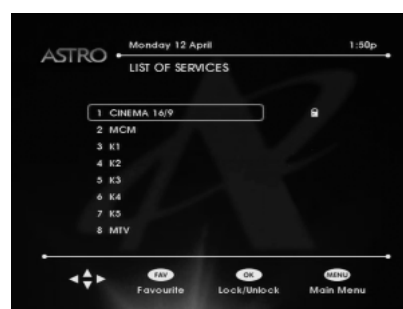 ASTRO
Monday 12 April 1:50p
LIST OF SERVICES
1 CINEMA 16/9
2 MCM
3 K1
4 K2
5 K3
6 K4
7 K5
8 MTV
FAV OK MENU
Favourite Lock/Unlock Main Menu